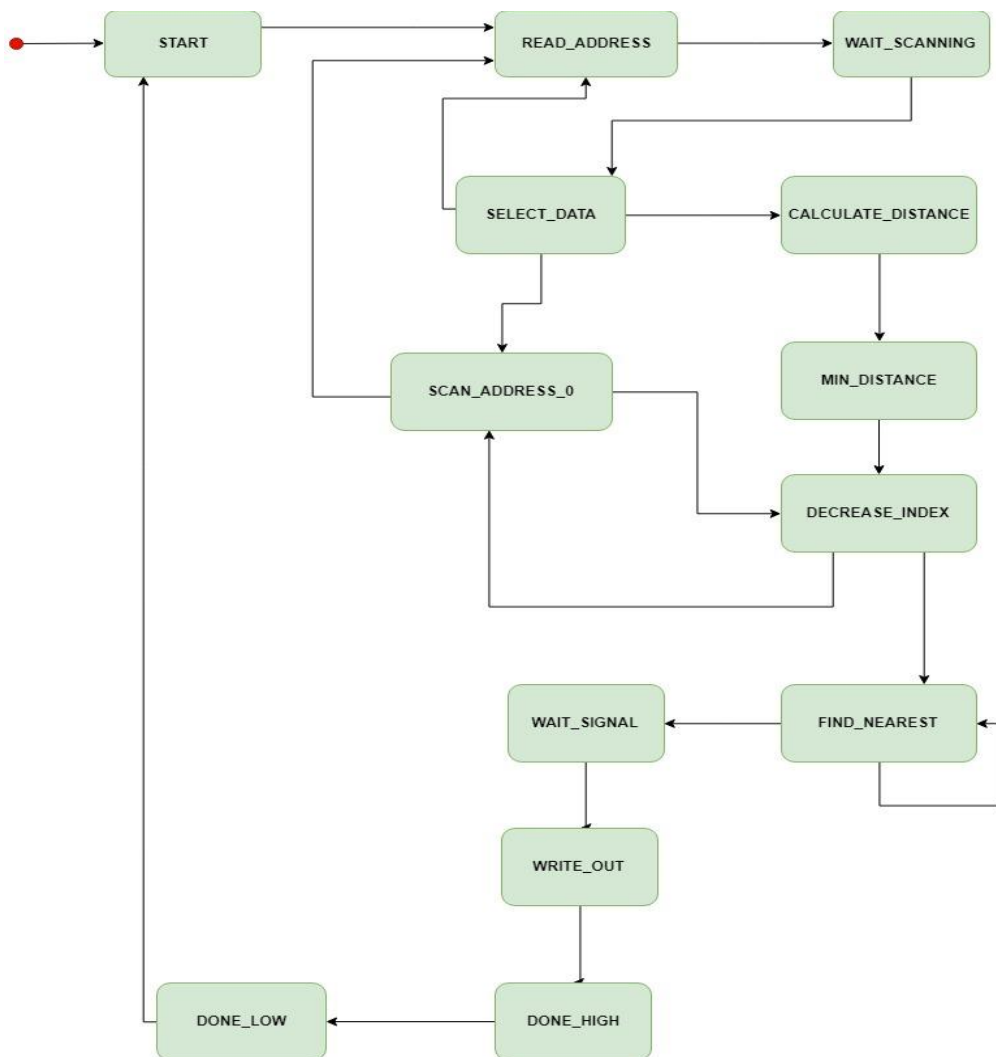 START
READ_ADDRESS
WAIT_SCANNING
SELECT_DATA
CALCULATE_DISTANCE
MIN_DISTANCE
SCAN_ADDRESS_0
DECREASE_INDEX
WAIT_SIGNAL
FIND_NEAREST
WRITE_OUT
DONE_LOW
DONE_HIGH